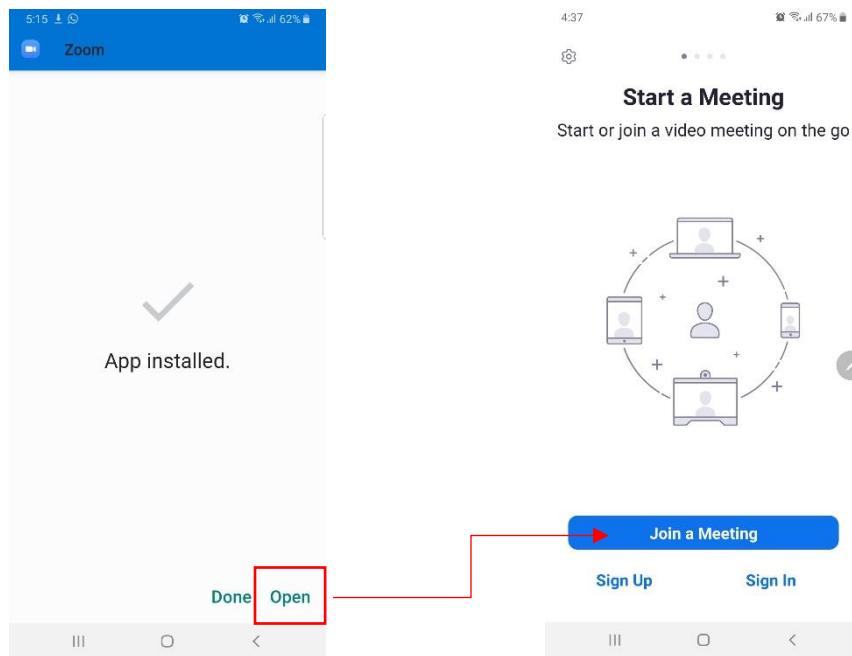 5:15
62%
Zoom
App installed.
Done Open
4:37
67%
Start a Meeting
Start or join a video meeting on the go
Join a Meeting
Sign Up Sign In